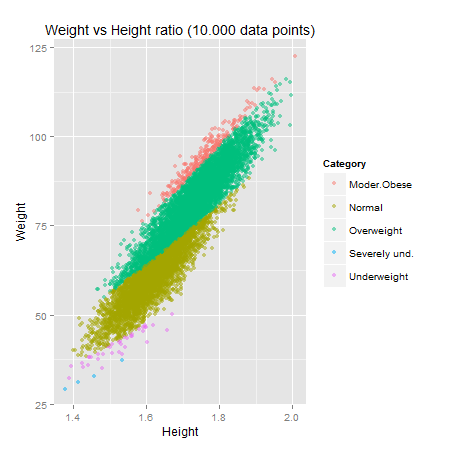 Weight vs Height ratio (10.000 data points)
125
100
75
50
25
Weight
1.4 1.6 1.8 2.0
Height
Category
Moder.Obese
Normal
Overweight
Severely und.
Underweight